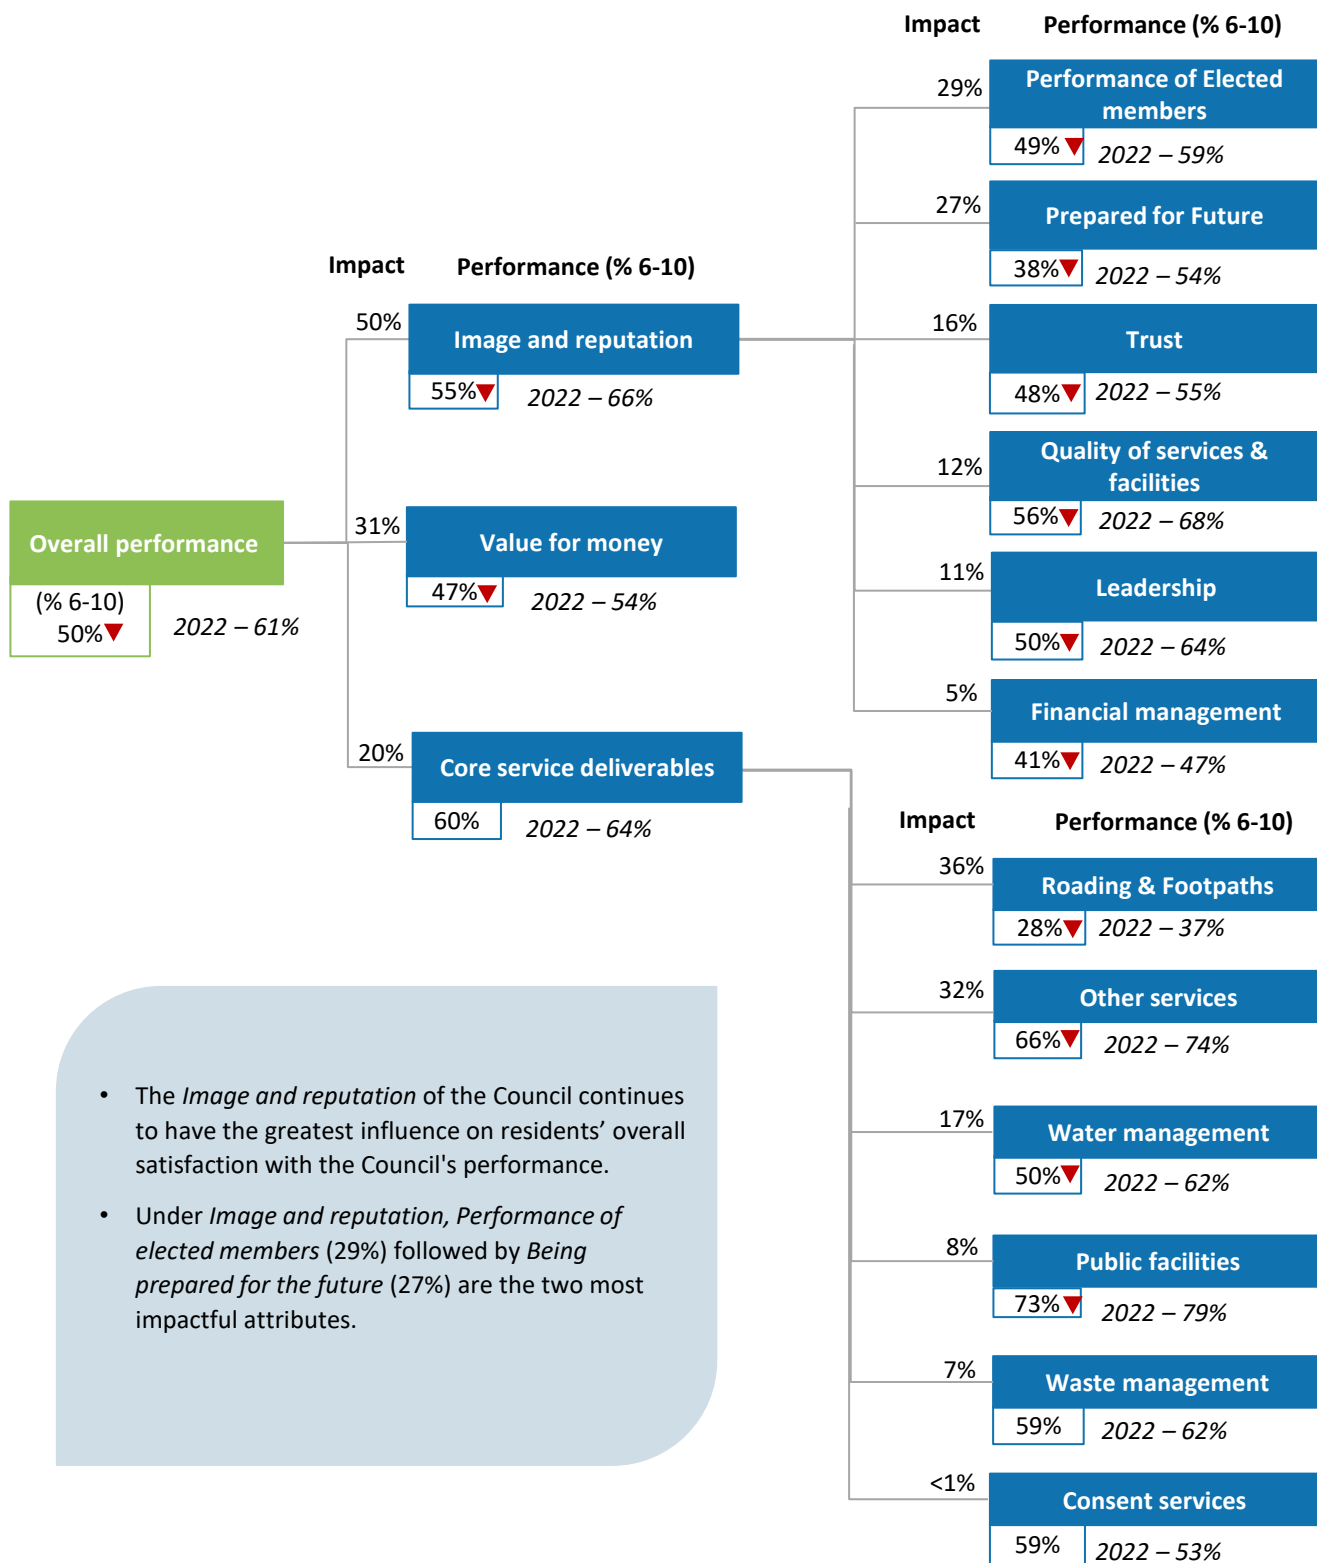 Impact Performance (% 6-10)
29% Performance of Elected
members
49% 2022 – 59%
27% Prepared for Future
38% 2022 – 54%
Impact Performance (% 6-10)
50% Image and reputation
55% 2022 – 66%
16% Trust
48% 2022 – 55%
12% Quality of services &
facilities
56% 2022 – 68%
Overall performance
(% 6-10)
50% 2022 – 61%
31% Value for money
47% 2022 – 54%
11% Leadership
50% 2022 – 64%
5% Financial management
41% 2022 – 47%
20% Core service deliverables
60% 2022 – 64%
Impact Performance (% 6-10)
36% Roading & Footpaths
28% 2022 – 37%
32% Other services
66% 2022 – 74%
17% Water management
50% 2022 – 62%
8% Public facilities
73% 2022 – 79%
7% Waste management
59% 2022 – 62%
<1% Consent services
59% 2022 – 53%
• The Image and reputation of the Council continues
to have the greatest influence on residents’ overall
satisfaction with the Council's performance.
• Under Image and reputation, Performance of
elected members (29%) followed by Being
prepared for the future (27%) are the two most
impactful attributes.